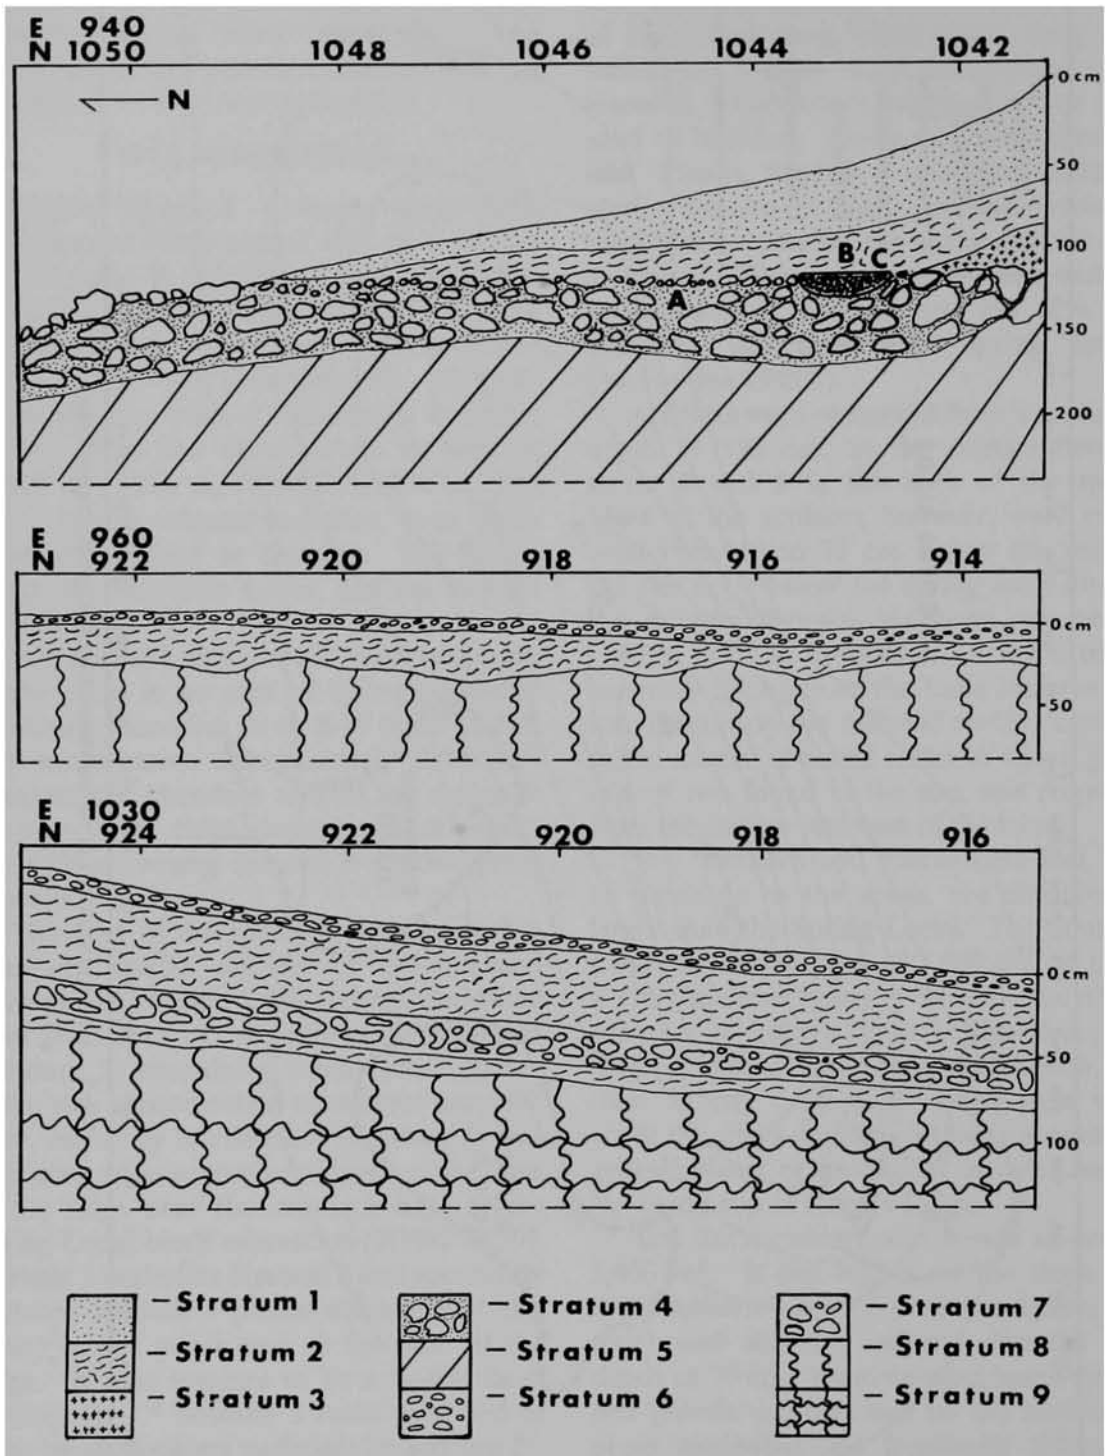 E 940
N 1050 1048 1046 1044 1042
N
0 cm
50
100
150
200
A
B
C
E 960
N 922 920 918 916 914
0 cm
50
E 1030
N 924 922 920 918 916
0 cm
50
100
– Stratum 1
– Stratum 2
– Stratum 3
– Stratum 4
– Stratum 5
– Stratum 6
– Stratum 7
– Stratum 8
– Stratum 9